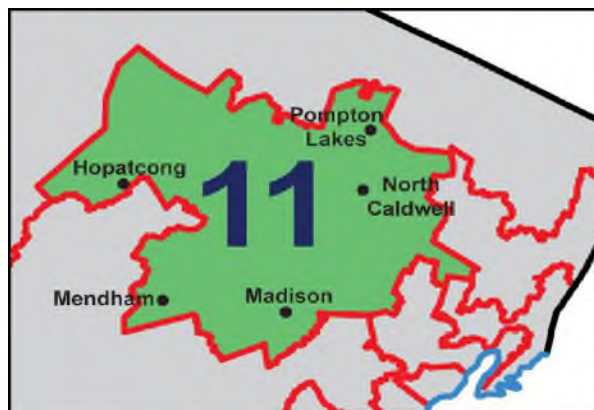 Pompton
Lakes
Hopatcong
11
North
Caldwell
Mendham
Madison